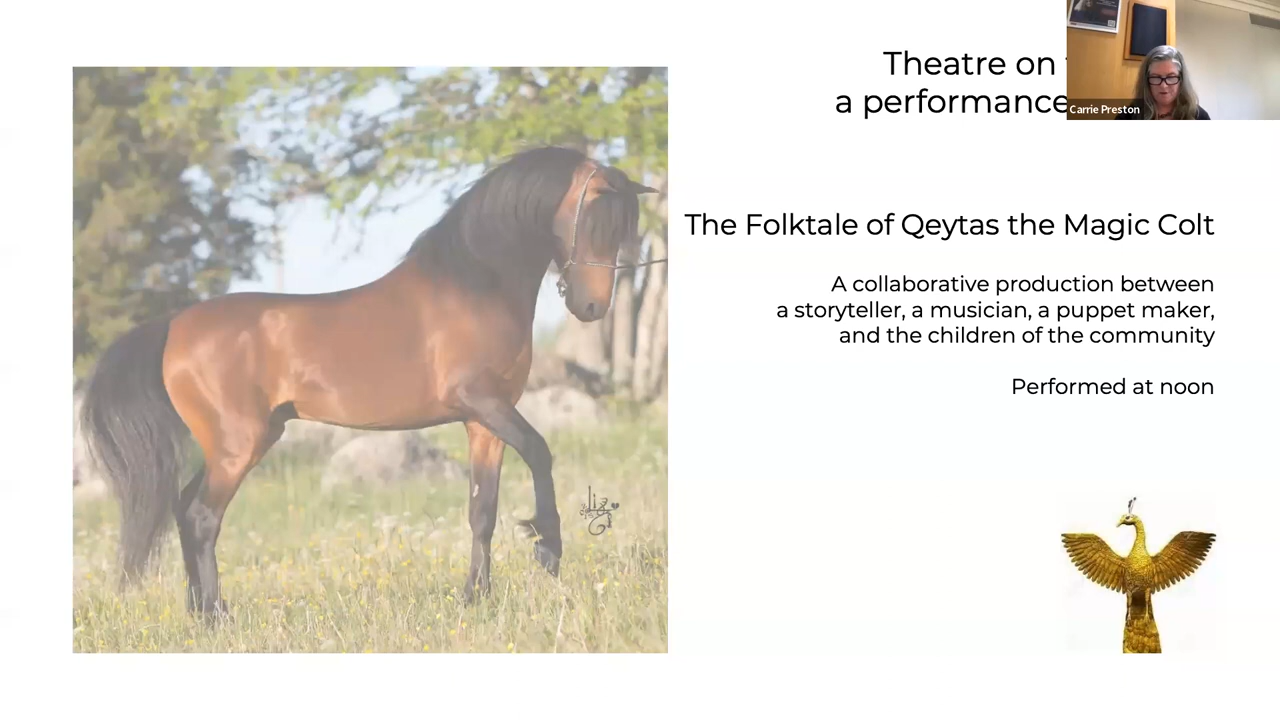 Theatre on
a performance
Carrie Preston
The Folktale of Qeytas the Magic Colt
A collaborative production between
a storyteller, a musician, a puppet maker,
and the children of the community
Performed at noon